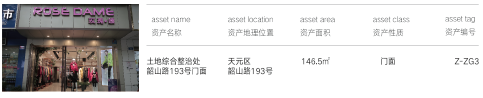 市
ROSE DAME
asset name asset location asset area asset class asset tag
资产名称 资产地理位置 资产面积 资产性质 资产编号
土地综合整治处 天元区 146.5㎡ 门面 Z-ZG3
韶山路193号门面 韶山路193号